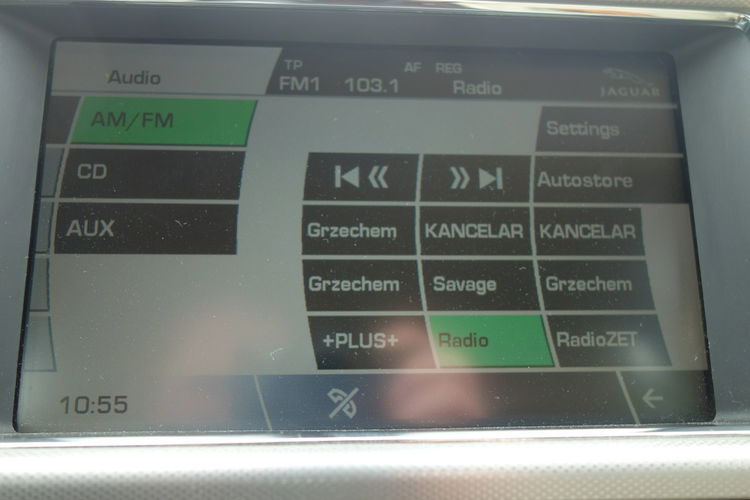 Audio
TP AF REG
FM1 103.1 Radio
JAGUAR
AM/FM
Settings
CD
Autostore
AUX
Grzechem KANCELAR KANCELAR
Grzechem Savage Grzechem
+PLUS+ Radio RadioZET
10:55